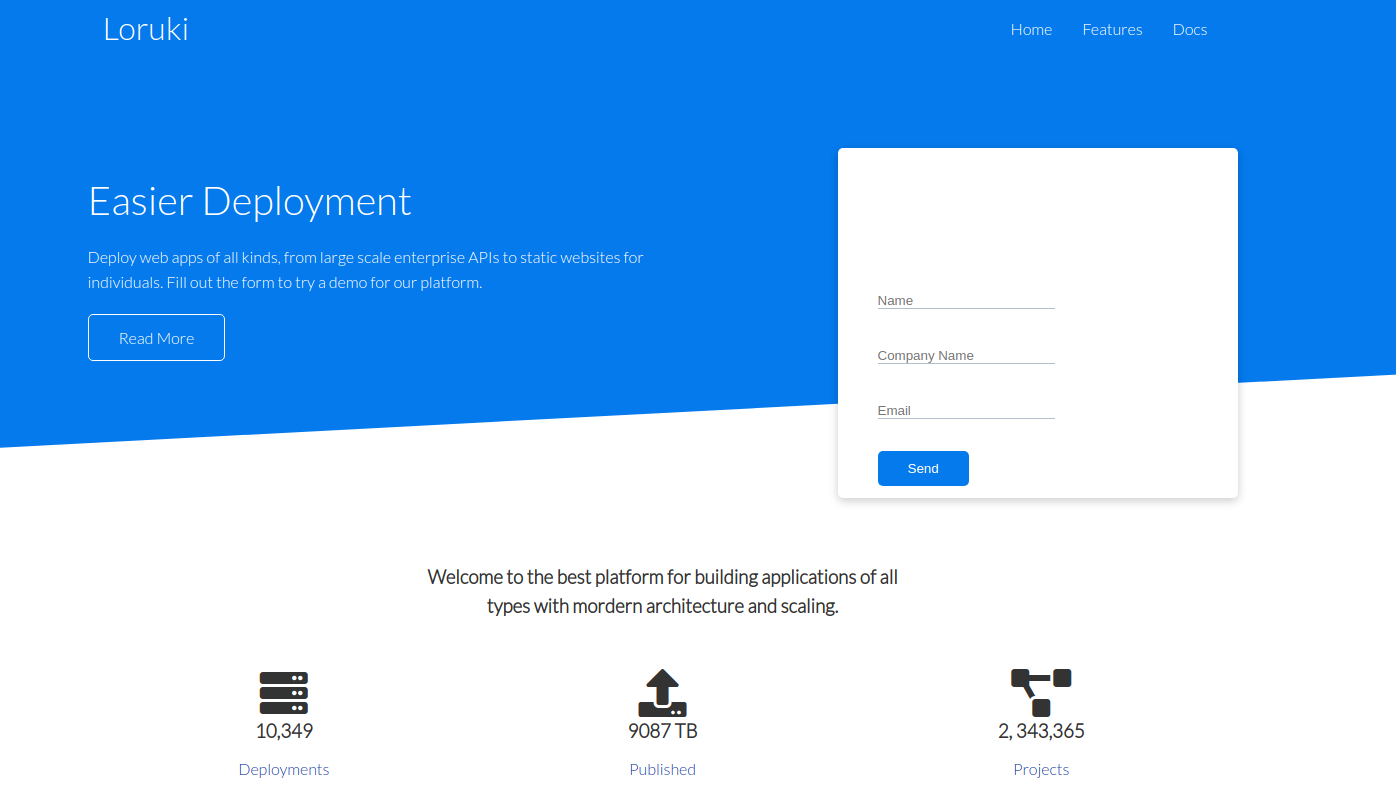 Loruki
Home Features Docs
Easier Deployment
Deploy web apps of all kinds, from large scale enterprise APIs to static websites for
individuals. Fill out the form to try a demo for our platform.
Read More
Name
Company Name
Email
Send
Welcome to the best platform for building applications of all
types with mordern architecture and scaling.
10,349
Deployments
9087 TB
Published
2, 343,365
Projects